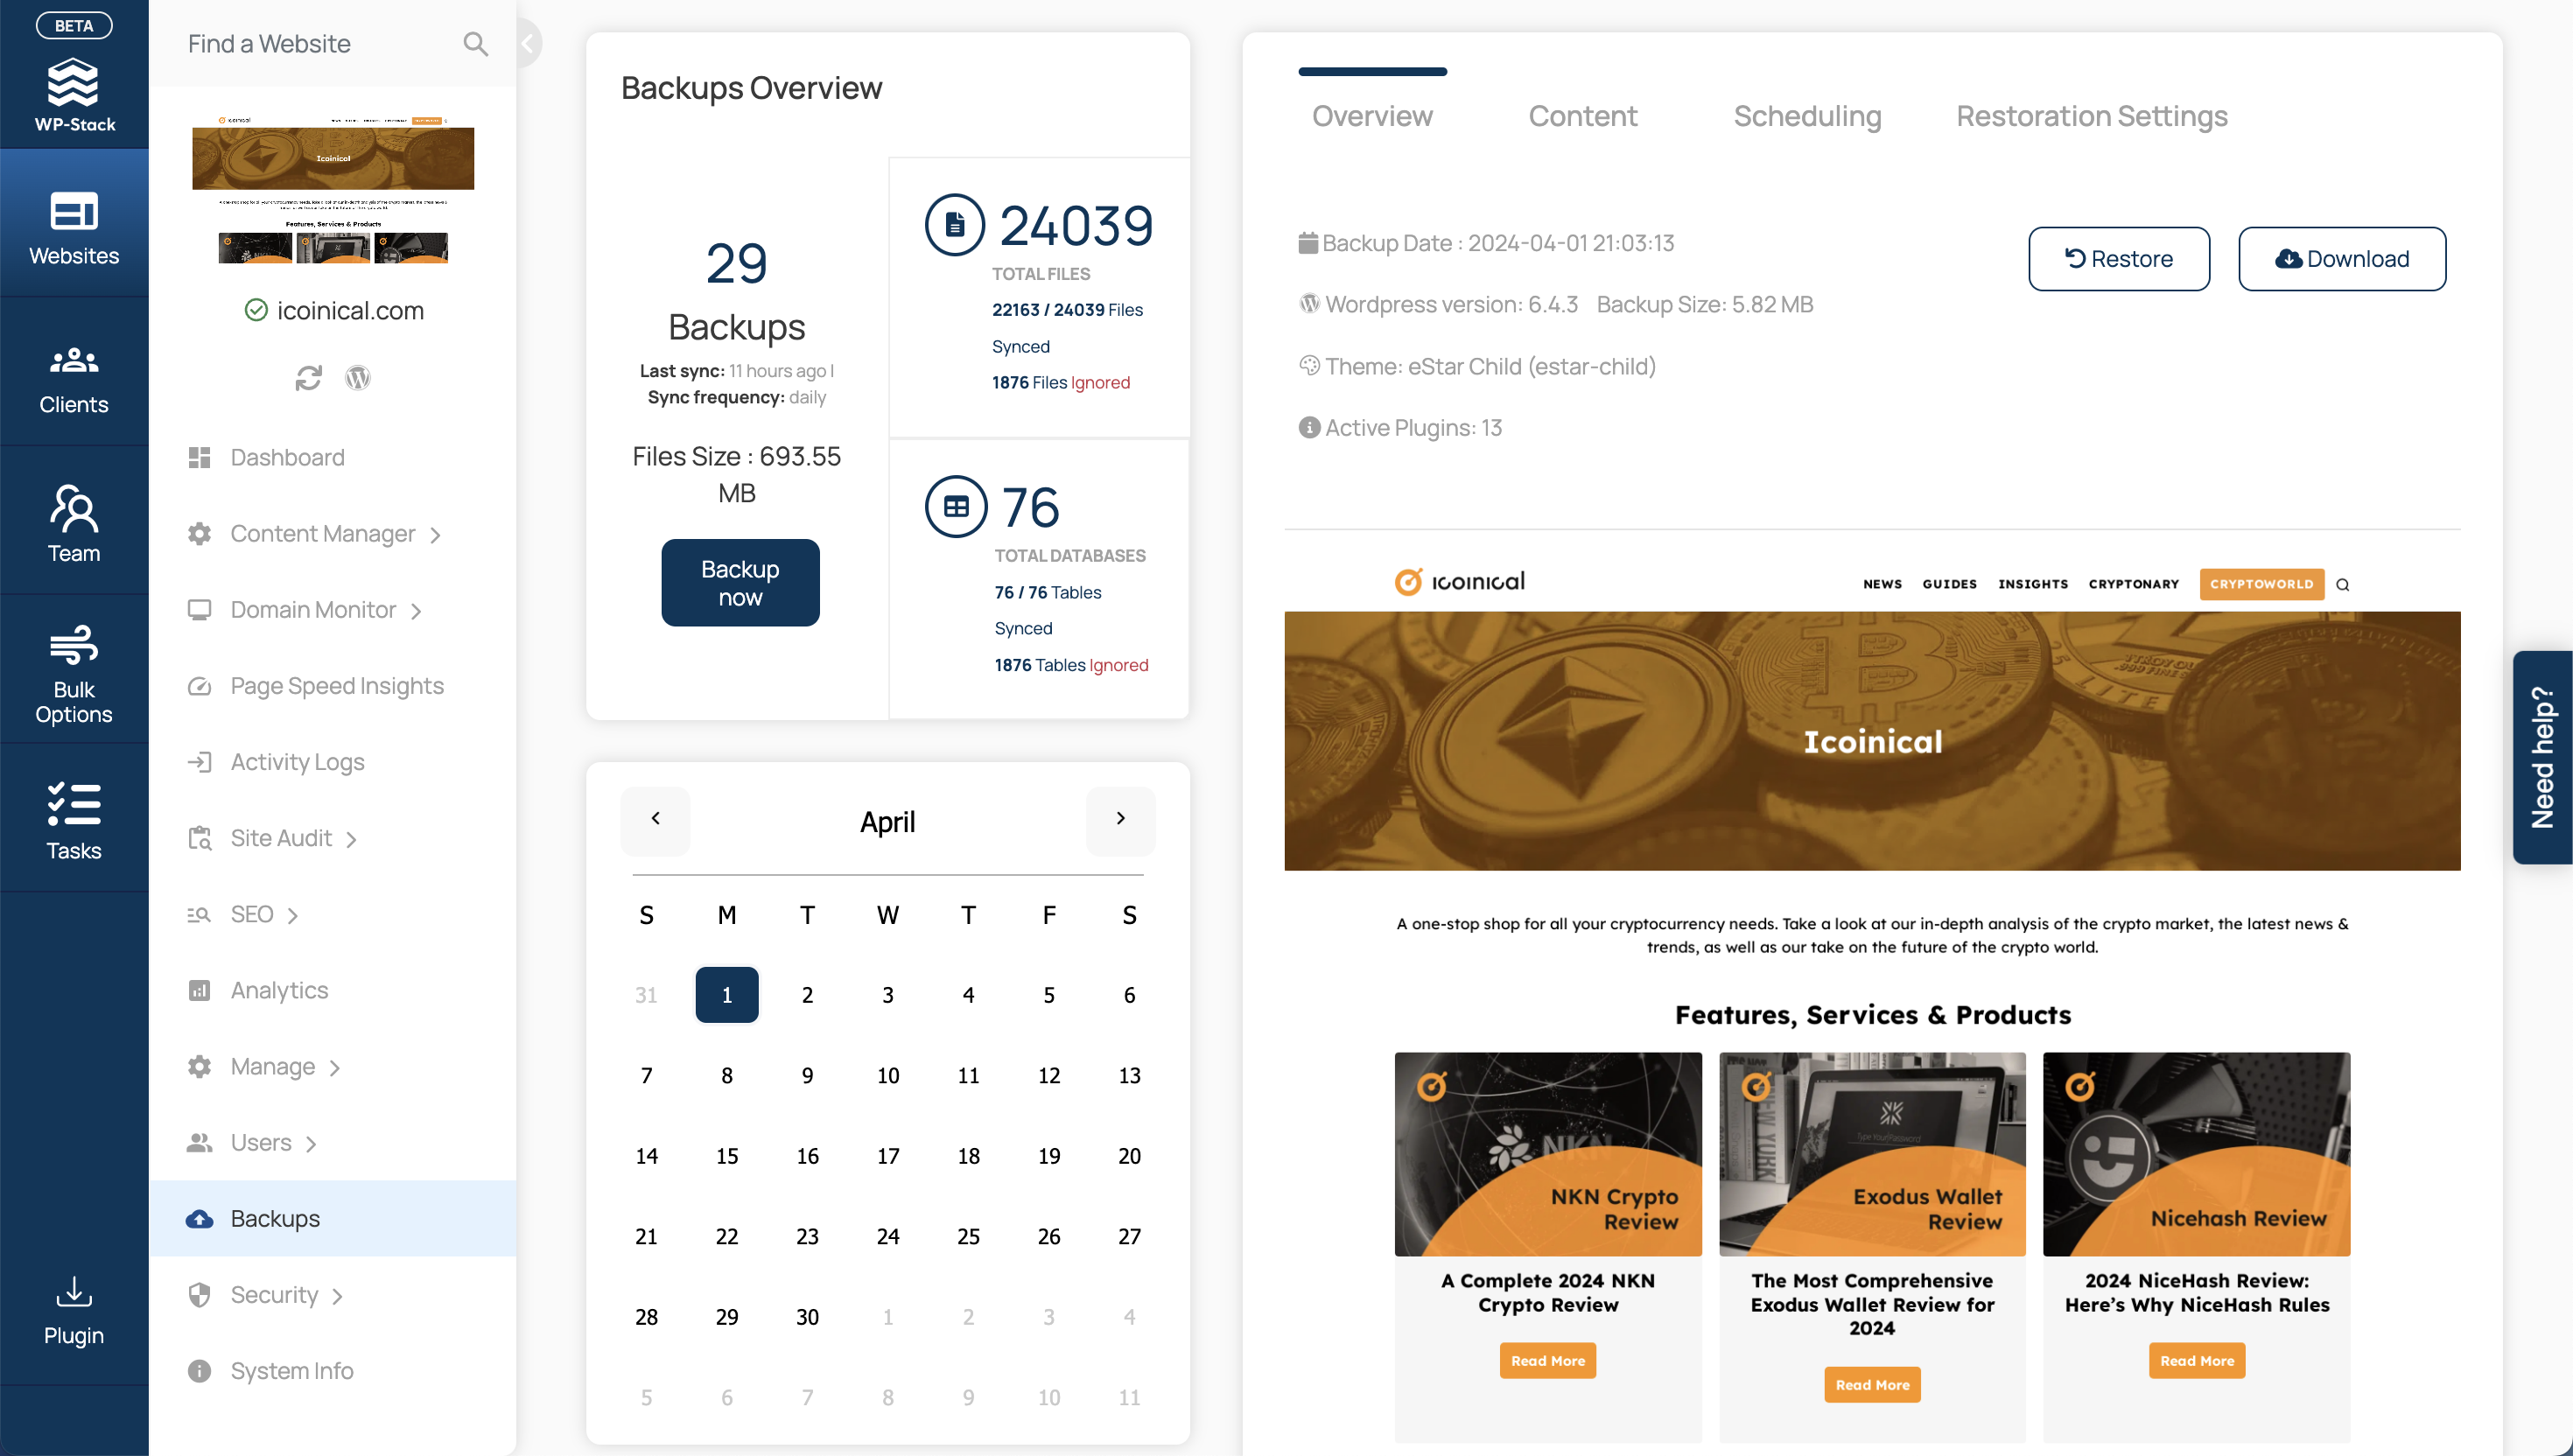 BETA
WP-Stack
Websites
Clients
Team
Bulk
Options
Tasks
Plugin
Find a Website
Icoinical
Features, Services & Products
icoinical.com
Dashboard
Content Manager
Domain Monitor
Page Speed Insights
Activity Logs
Site Audit
SEO
Analytics
Manage
Users
Backups
Security
System Info
Backups Overview
29
Backups
Last sync: 11 hours ago |
Sync frequency: daily
Files Size : 693.55
MB
Backup
now
24039
TOTAL FILES
22163 / 24039 Files
Synced
1876 Files Ignored
76
TOTAL DATABASES
76 / 76 Tables
Synced
1876 Tables Ignored
April
S M T W T F S
31 1 2 3 4 5 6
7 8 9 10 11 12 13
14 15 16 17 18 19 20
21 22 23 24 25 26 27
28 29 30 1 2 3 4
5 6 7 8 9 10 11
Overview Content Scheduling Restoration Settings
Backup Date : 2024-04-01 21:03:13
Restore
Download
Wordpress version: 6.4.3 Backup Size: 5.82 MB
Theme: eStar Child (estar-child)
Active Plugins: 13
icoinical
NEWS GUIDES INSIGHTS CRYPTONARY CRYPTOWORLD
Icoinical
A one-stop shop for all your cryptocurrency needs. Take a look at our in-depth analysis of the crypto market, the latest news &
trends, as well as our take on the future of the crypto world.
Features, Services & Products
NKN
NKN Crypto
Review
A Complete 2024 NKN
Crypto Review
Read More
Type Your Password
Exodus Wallet
Review
The Most Comprehensive
Exodus Wallet Review for
2024
Read More
Nicehash Review
2024 NiceHash Review:
Here's Why NiceHash Rules
Read More
Need help?